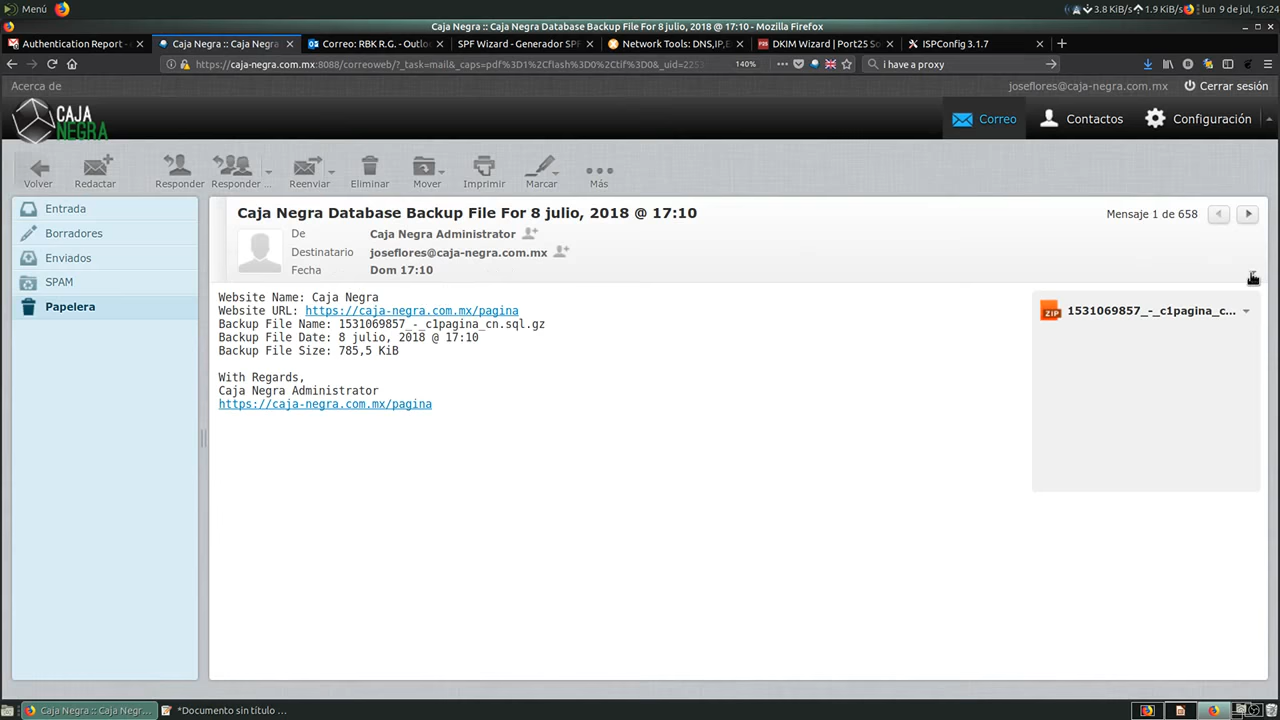 Menú
3.8 KiB/s 1.9 KiB/s lun 9 de jul, 16:24
Caja Negra :: Caja Negra Database Backup File For 8 julio, 2018 @ 17:10 - Mozilla Firefox
Authentication Report -
Caja Negra :: Caja Negra
Correo: RBK R.G. - Outloo
SPF Wizard - Generador SPF
Network Tools: DNS,IP,E
DKIM Wizard | Port25 So
ISPConfig 3.1.7
https://caja-negra.com.mx:8088/correoweb/?_task=mail&_caps=pdf%3D1%2Cflash%3D0%2Ctif%3D0&_uid=2253
140%
i have a proxy
Acerca de
joseflores@caja-negra.com.mx
Cerrar sesión
CAJA
NEGRA
Correo
Contactos
Configuración
Volver
Redactar
Responder
Responder ...
Reenviar
Eliminar
Mover
Imprimir
Marcar
Más
Entrada
Borradores
Enviados
SPAM
Papelera
Caja Negra Database Backup File For 8 julio, 2018 @ 17:10
Mensaje 1 de 658
De Caja Negra Administrator
Destinatario joseflores@caja-negra.com.mx
Fecha Dom 17:10
Website Name: Caja Negra
Website URL: https://caja-negra.com.mx/pagina
Backup File Name: 1531069857_-_c1pagina_cn.sql.gz
Backup File Date: 8 julio, 2018 @ 17:10
Backup File Size: 785,5 KiB
With Regards,
Caja Negra Administrator
https://caja-negra.com.mx/pagina
ZIP
1531069857_-_c1pagina_c...
Caja Negra :: Caja Negr...
*Documento sin título ...